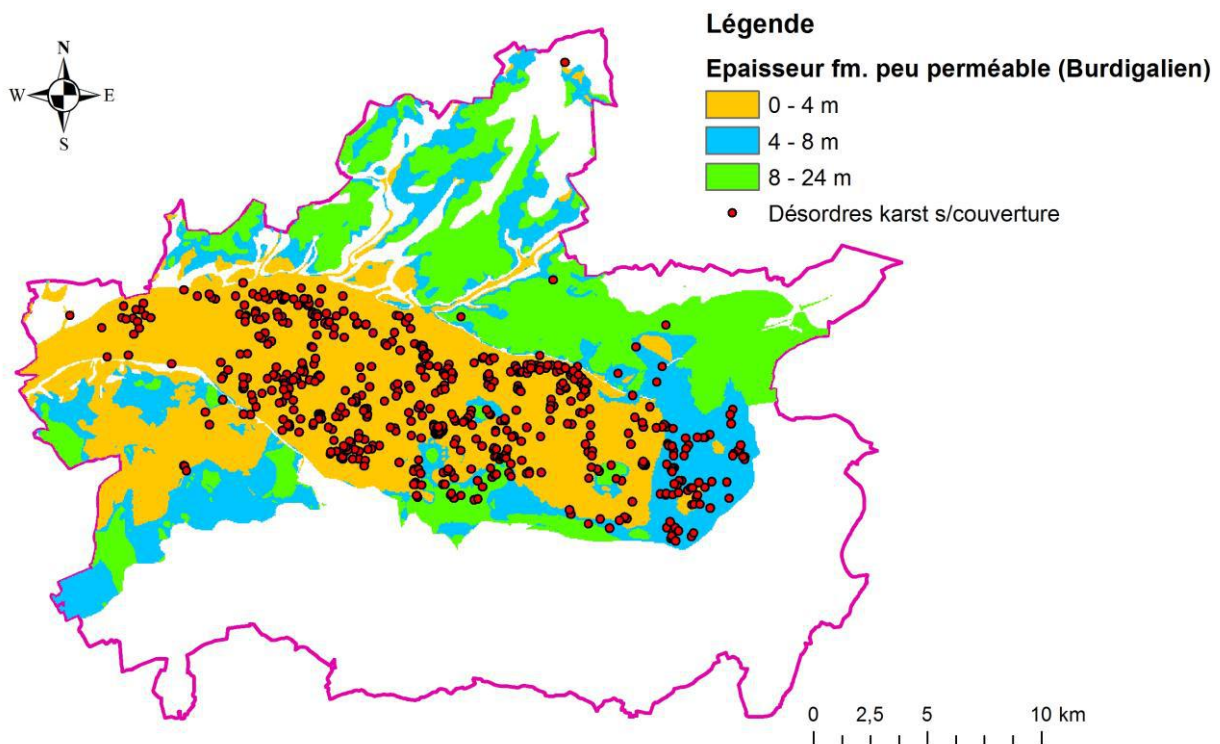 Légende
Epaisseur fm. peu perméable (Burdigalien)
0 - 4 m
4 - 8 m
8 - 24 m
Désordres karst s/couverture
N
W E
S
0 2,5 5 10 km